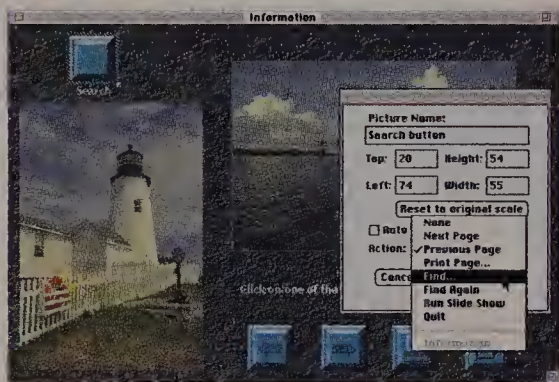 Information
Search
Picture Name:
Search button
Top: 20 Height: 54
Left: 74 Width: 55
Reset to original scale
Auto
Action:
None
Next Page
✓Previous Page
Print Page...
Find...
Find Again
Run Slide Show
Quit
Cance
Click on one of the
HELP